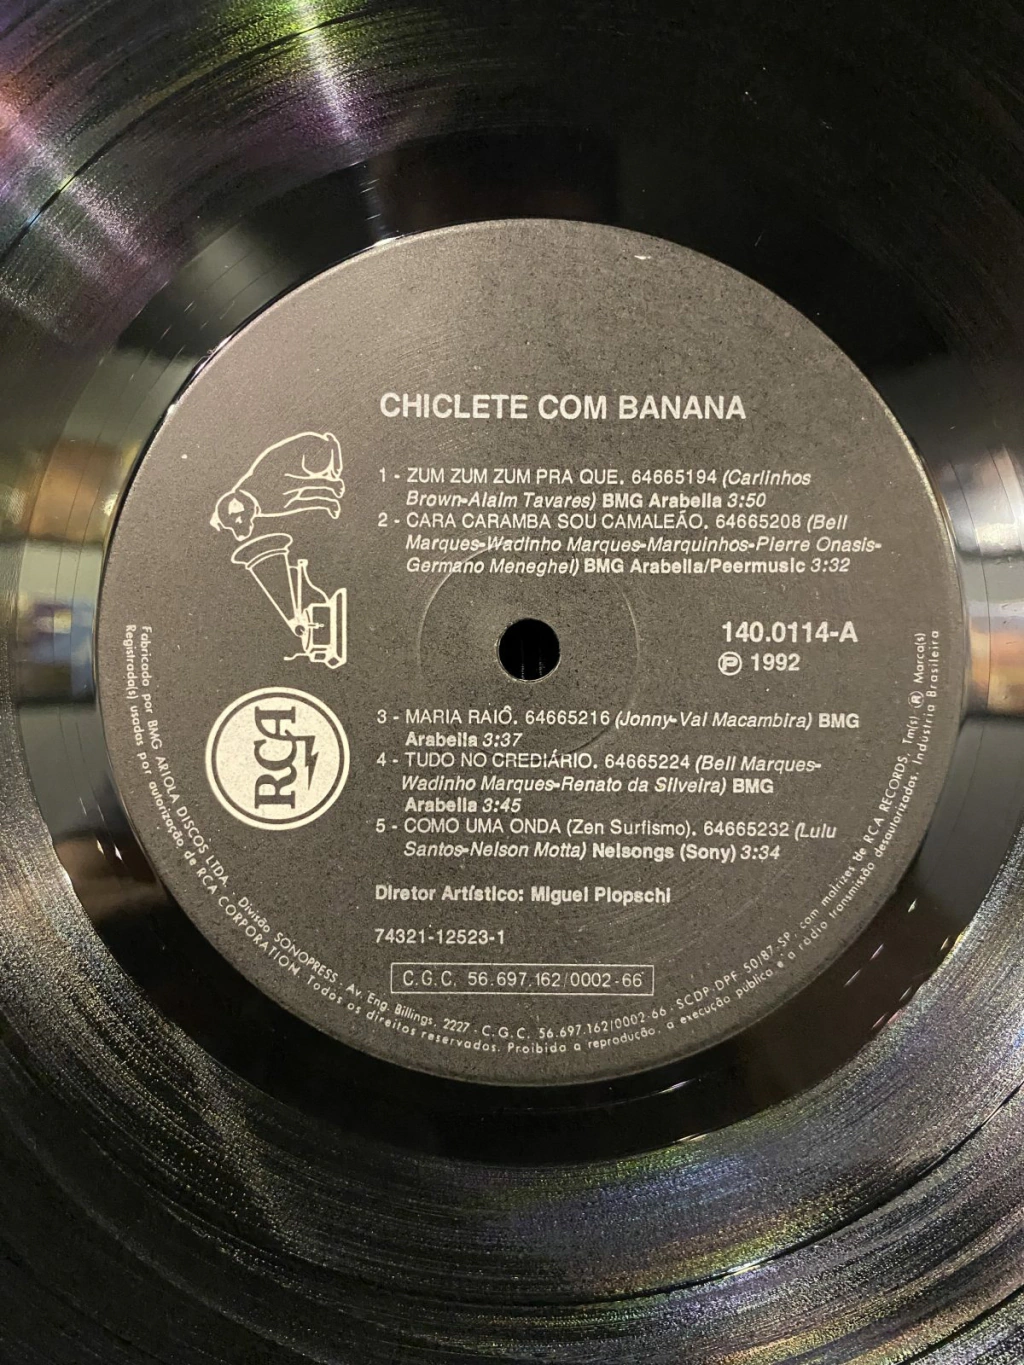 CHICLETE COM BANANA
1 - ZUM ZUM ZUM PRA QUE. 64665194 (Carlinhos
Brown-Alaim Tavares) BMG Arabella 3:50
2 - CARA CARAMBA SOU CAMALEÃO. 64665208 (Bell
Marques-Wadinho Marques-Marquinhos-Pierre Onasis-
Germano Meneghel) BMG Arabella/Peermusic 3:32
140.0114-A
℗ 1992
3 - MARIA RAIÔ. 64665216 (Jonny-Val Macambira) BMG
Arabella 3:37
4 - TUDO NO CREDIÁRIO. 64665224 (Bell Marques-
Wadinho Marques-Renato da Silveira) BMG
Arabella 3:45
5 - COMO UMA ONDA (Zen Surfismo). 64665232 (Lulu
Santos-Nelson Motta) Nelsongs (Sony) 3:34
Diretor Artístico: Miguel Plopschi
74321-12523-1
C.G.C. 56.697.162/0002-66
RCA
Fabricado por BMG ARIOLA DISCOS LTDA. Divisão SONOPRESS. Av. Eng. Billings, 2227 - C.G.C. 56.697.162/0002-66 - SCDP-DPF 50/87-SP, com matrizes de RCA RECORDS. Tm(s) ® Marca(s)
Registrada(s) usadas por autorização, de RCA CORPORATION. Todos os direitos reservados. Proibida a reprodução, a execução pública e a rádio transmissão desautorizadas. Indústria Brasileira